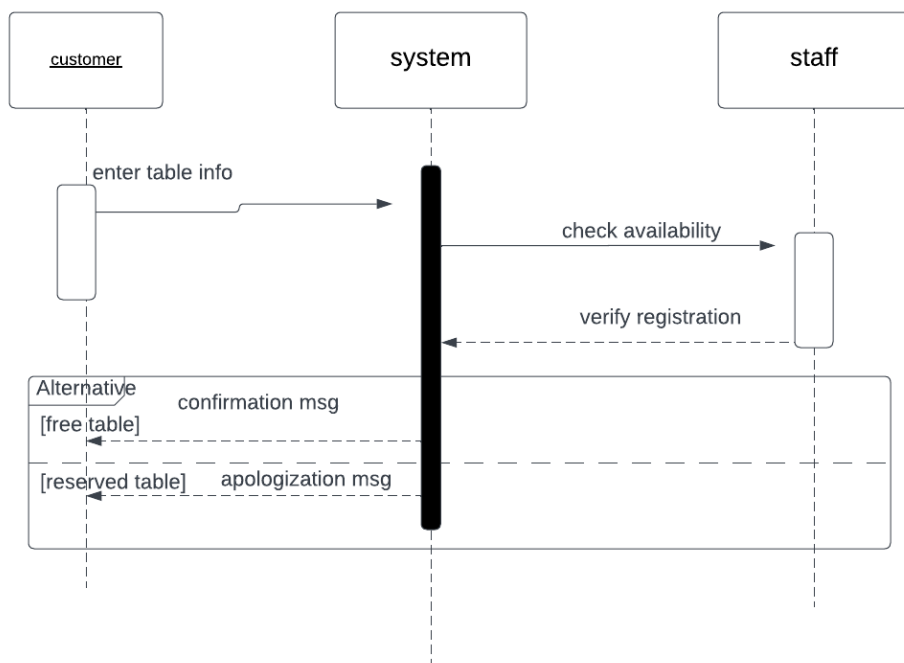 customer
system
staff
enter table info
check availability
verify registration
Alternative
confirmation msg
[free table]
[reserved table]
apologization msg